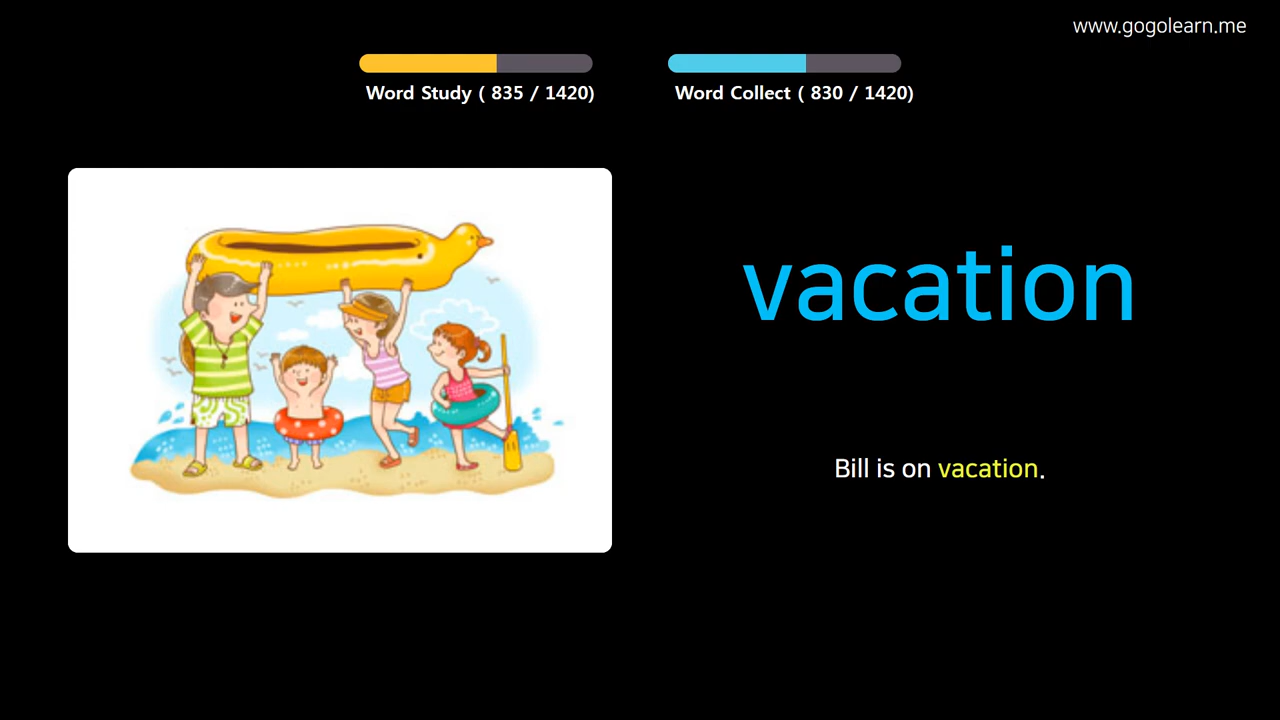 www.gogolearn.me
Word Study ( 835 / 1420)
Word Collect ( 830 / 1420)
vacation
Bill is on vacation.